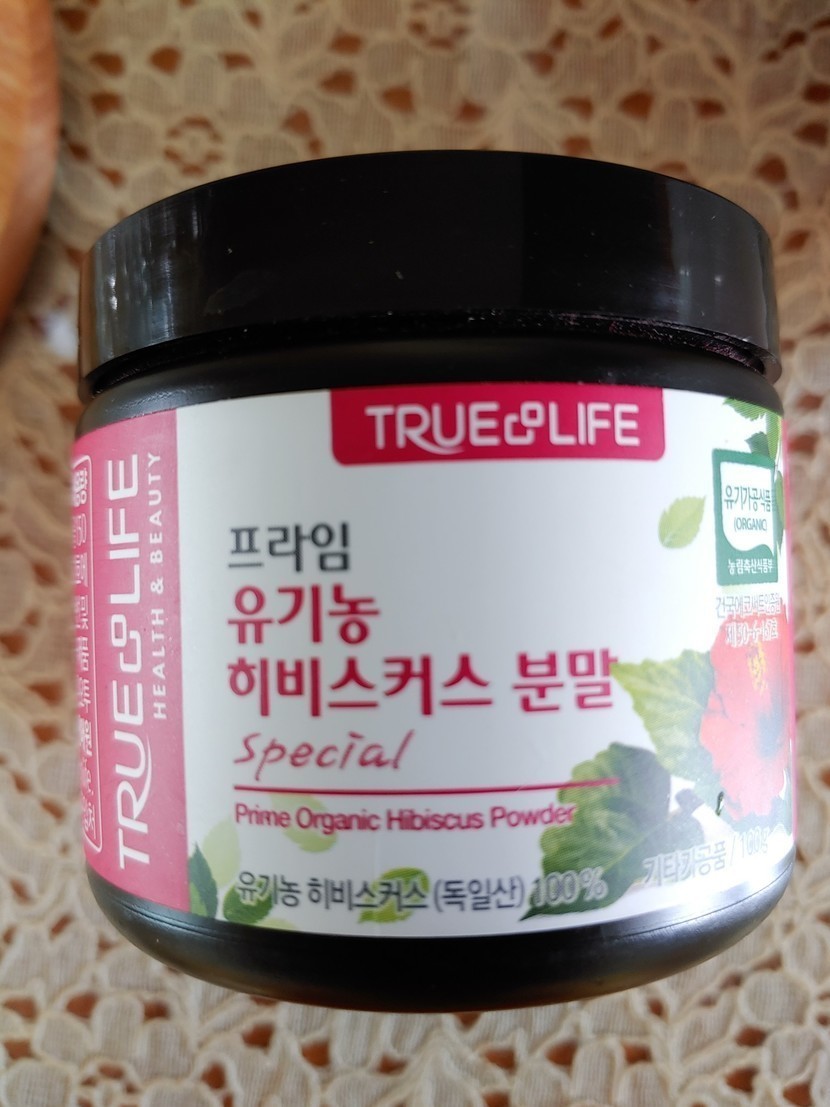 TRUE LIFE
프라임
유기농
히비스커스 분말
Special
Prime Organic Hibiscus Powder
유기농 히비스커스 (독일산) 100%
기타가공품 / 100g
유기가공식품
(ORGANIC)
농림축산식품부
TRUE LIFE
HEALTH & BEAUTY